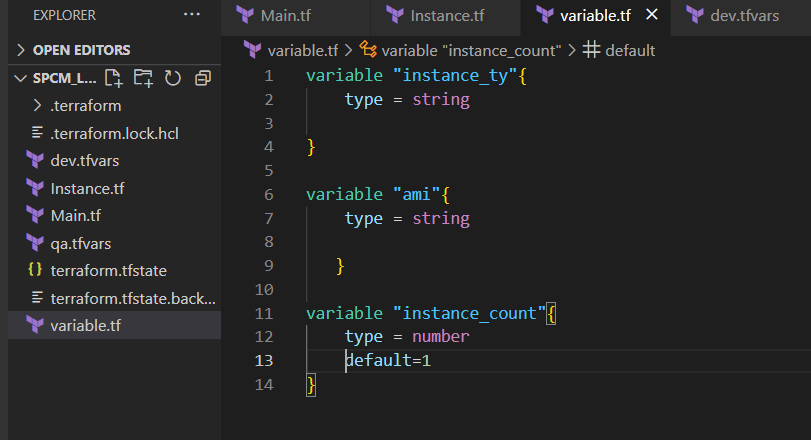 EXPLORER ...
OPEN EDITORS
SPCM_L...
.terraform
.terraform.lock.hcl
dev.tfvars
Instance.tf
Main.tf
qa.tfvars
{} terraform.tfstate
terraform.tfstate.back...
variable.tf
Main.tf Instance.tf variable.tf dev.tfvars
variable.tf > variable "instance_count" > # default
1 variable "instance_ty"{
2 type = string
3
4 }
5
6 variable "ami"{
7 type = string
8
9 }
10
11 variable "instance_count"{
12 type = number
13 default=1
14 }